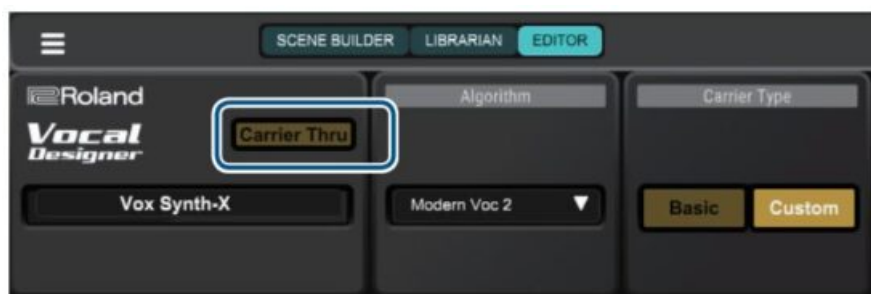 SCENE BUILDER LIBRARIAN EDITOR
Roland
Vocal
Designer
Carrier Thru
Vox Synth-X
Algorithm
Modern Voc 2
Carrier Type
Basic Custom